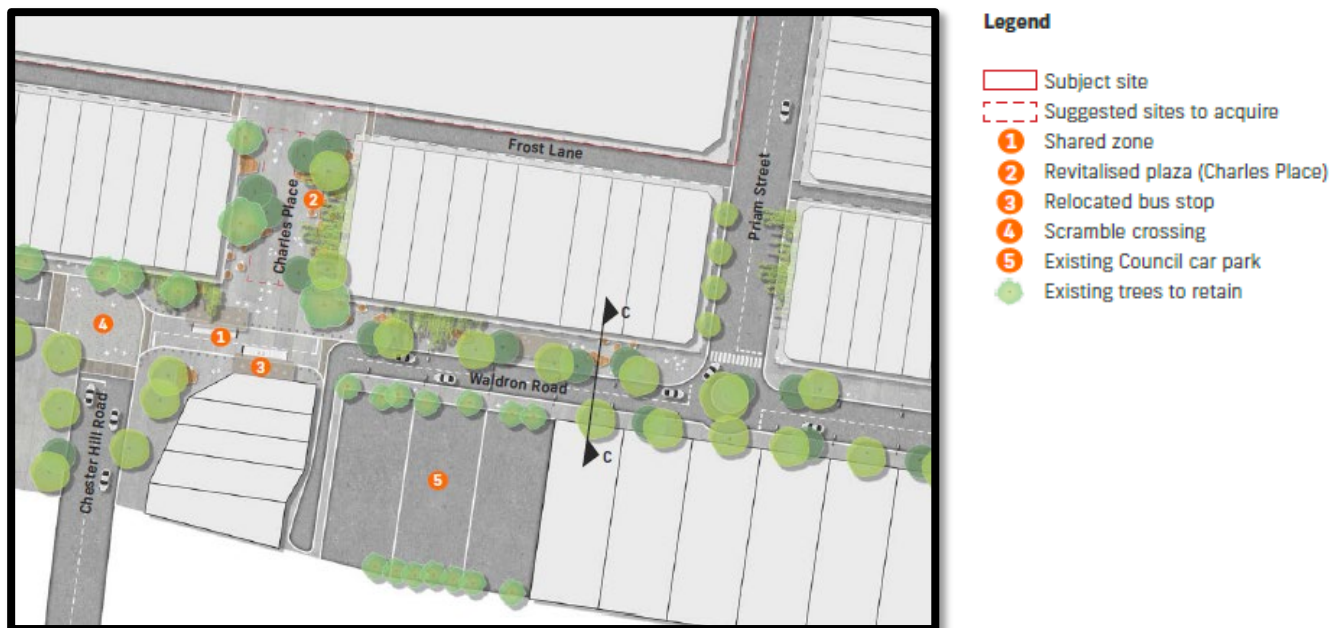 Frost Lane
Priam Street
Charles Place
2
C
4
1
3
Waldron Road
C
Chester Hill Road
5
Legend
Subject site
Suggested sites to acquire
1 Shared zone
2 Revitalised plaza (Charles Place)
3 Relocated bus stop
4 Scramble crossing
5 Existing Council car park
Existing trees to retain